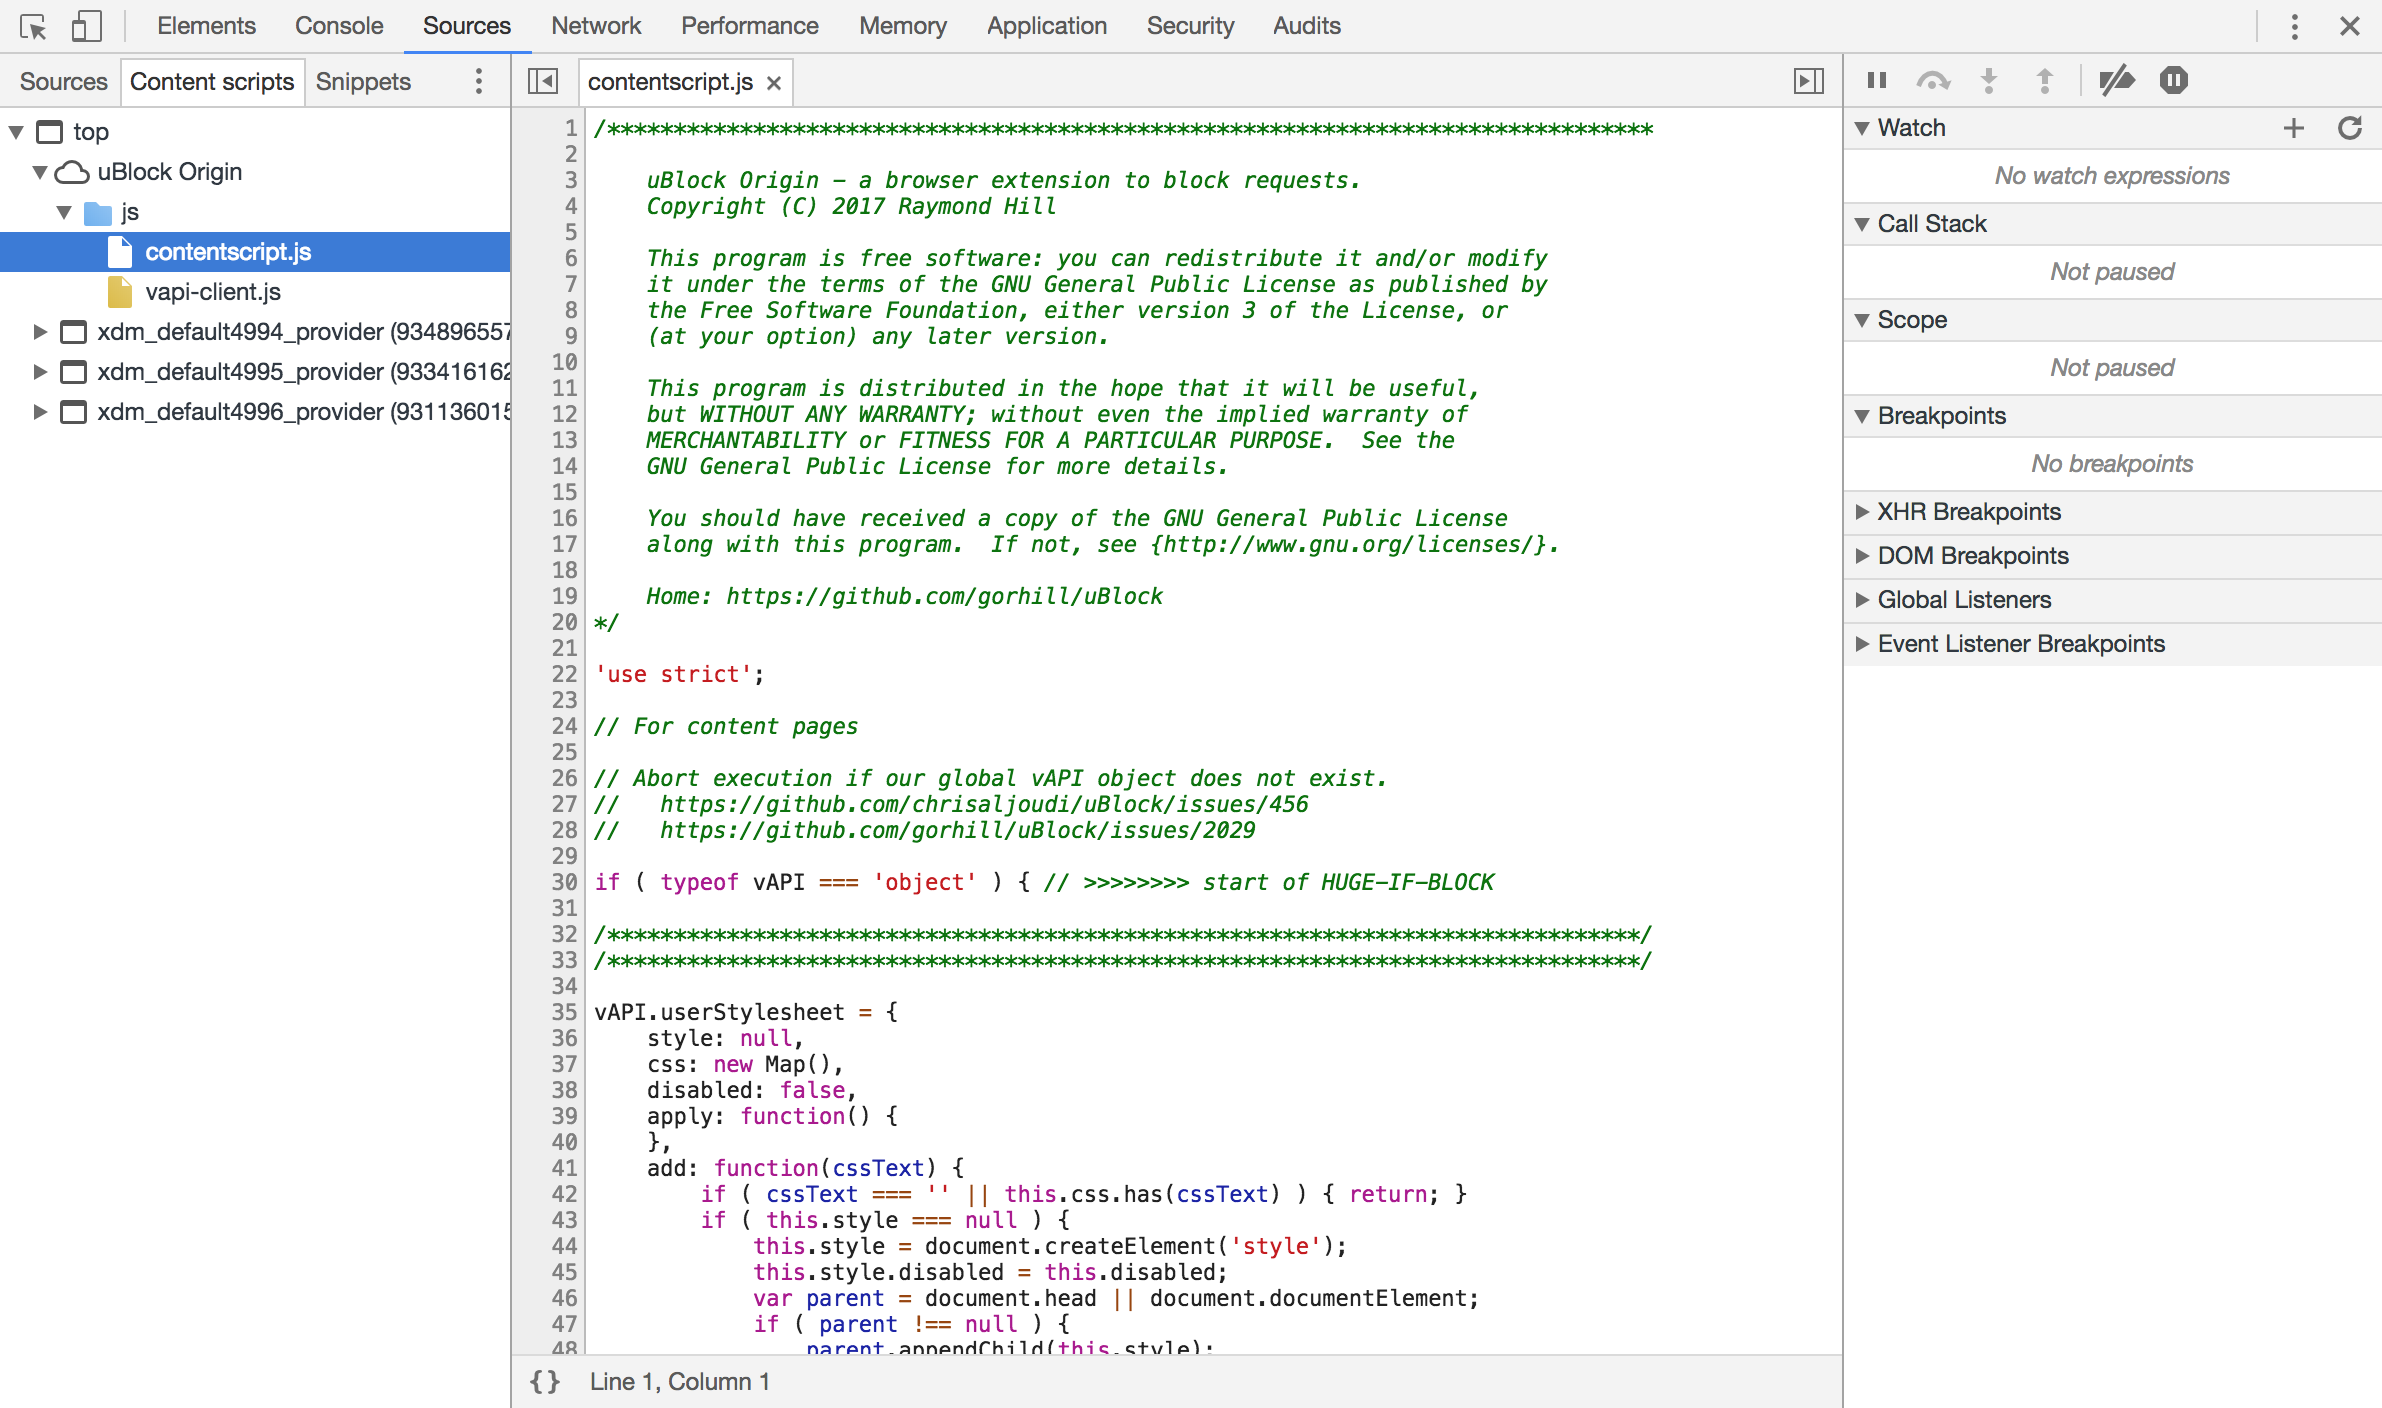 Elements Console Sources Network Performance Memory Application Security Audits
Sources Content scripts Snippets
top
uBlock Origin
js
contentscript.js
vapi-client.js
xdm_default4994_provider (934896557
xdm_default4995_provider (933416162
xdm_default4996_provider (931136015
contentscript.js ×
1 /*******************************************************************************
2
3     uBlock Origin - a browser extension to block requests.
4     Copyright (C) 2017 Raymond Hill
5
6     This program is free software: you can redistribute it and/or modify
7     it under the terms of the GNU General Public License as published by
8     the Free Software Foundation, either version 3 of the License, or
9     (at your option) any later version.
10
11     This program is distributed in the hope that it will be useful,
12     but WITHOUT ANY WARRANTY; without even the implied warranty of
13     MERCHANTABILITY or FITNESS FOR A PARTICULAR PURPOSE.  See the
14     GNU General Public License for more details.
15
16     You should have received a copy of the GNU General Public License
17     along with this program.  If not, see {http://www.gnu.org/licenses/}.
18
19     Home: https://github.com/gorhill/uBlock
20 */
21
22 'use strict';
23
24 // For content pages
25
26 // Abort execution if our global vAPI object does not exist.
27 //   https://github.com/chrisaljoudi/uBlock/issues/456
28 //   https://github.com/gorhill/uBlock/issues/2029
29
30 if ( typeof vAPI === 'object' ) { // >>>>>>>> start of HUGE-IF-BLOCK
31
32 /******************************************************************************/
33 /******************************************************************************/
34
35 vAPI.userStylesheet = {
36     style: null,
37     css: new Map(),
38     disabled: false,
39     apply: function() {
40     },
41     add: function(cssText) {
42         if ( cssText === '' || this.css.has(cssText) ) { return; }
43         if ( this.style === null ) {
44             this.style = document.createElement('style');
45             this.style.disabled = this.disabled;
46             var parent = document.head || document.documentElement;
47             if ( parent !== null ) {
48                 parent.appendChild(this.style);
{} Line 1, Column 1
Watch
No watch expressions
Call Stack
Not paused
Scope
Not paused
Breakpoints
No breakpoints
XHR Breakpoints
DOM Breakpoints
Global Listeners
Event Listener Breakpoints